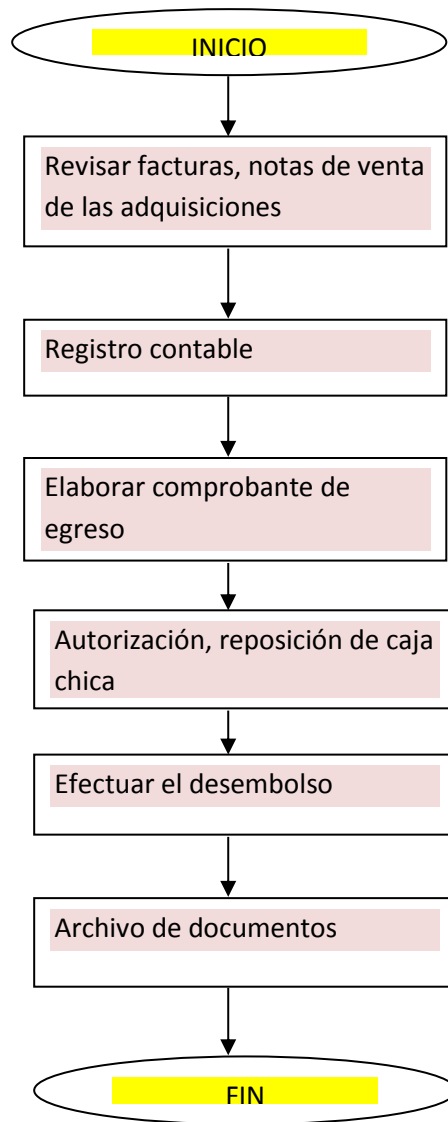 INICIO
Revisar facturas, notas de venta
de las adquisiciones
Registro contable
Elaborar comprobante de
egreso
Autorización, reposición de caja
chica
Efectuar el desembolso
Archivo de documentos
FIN